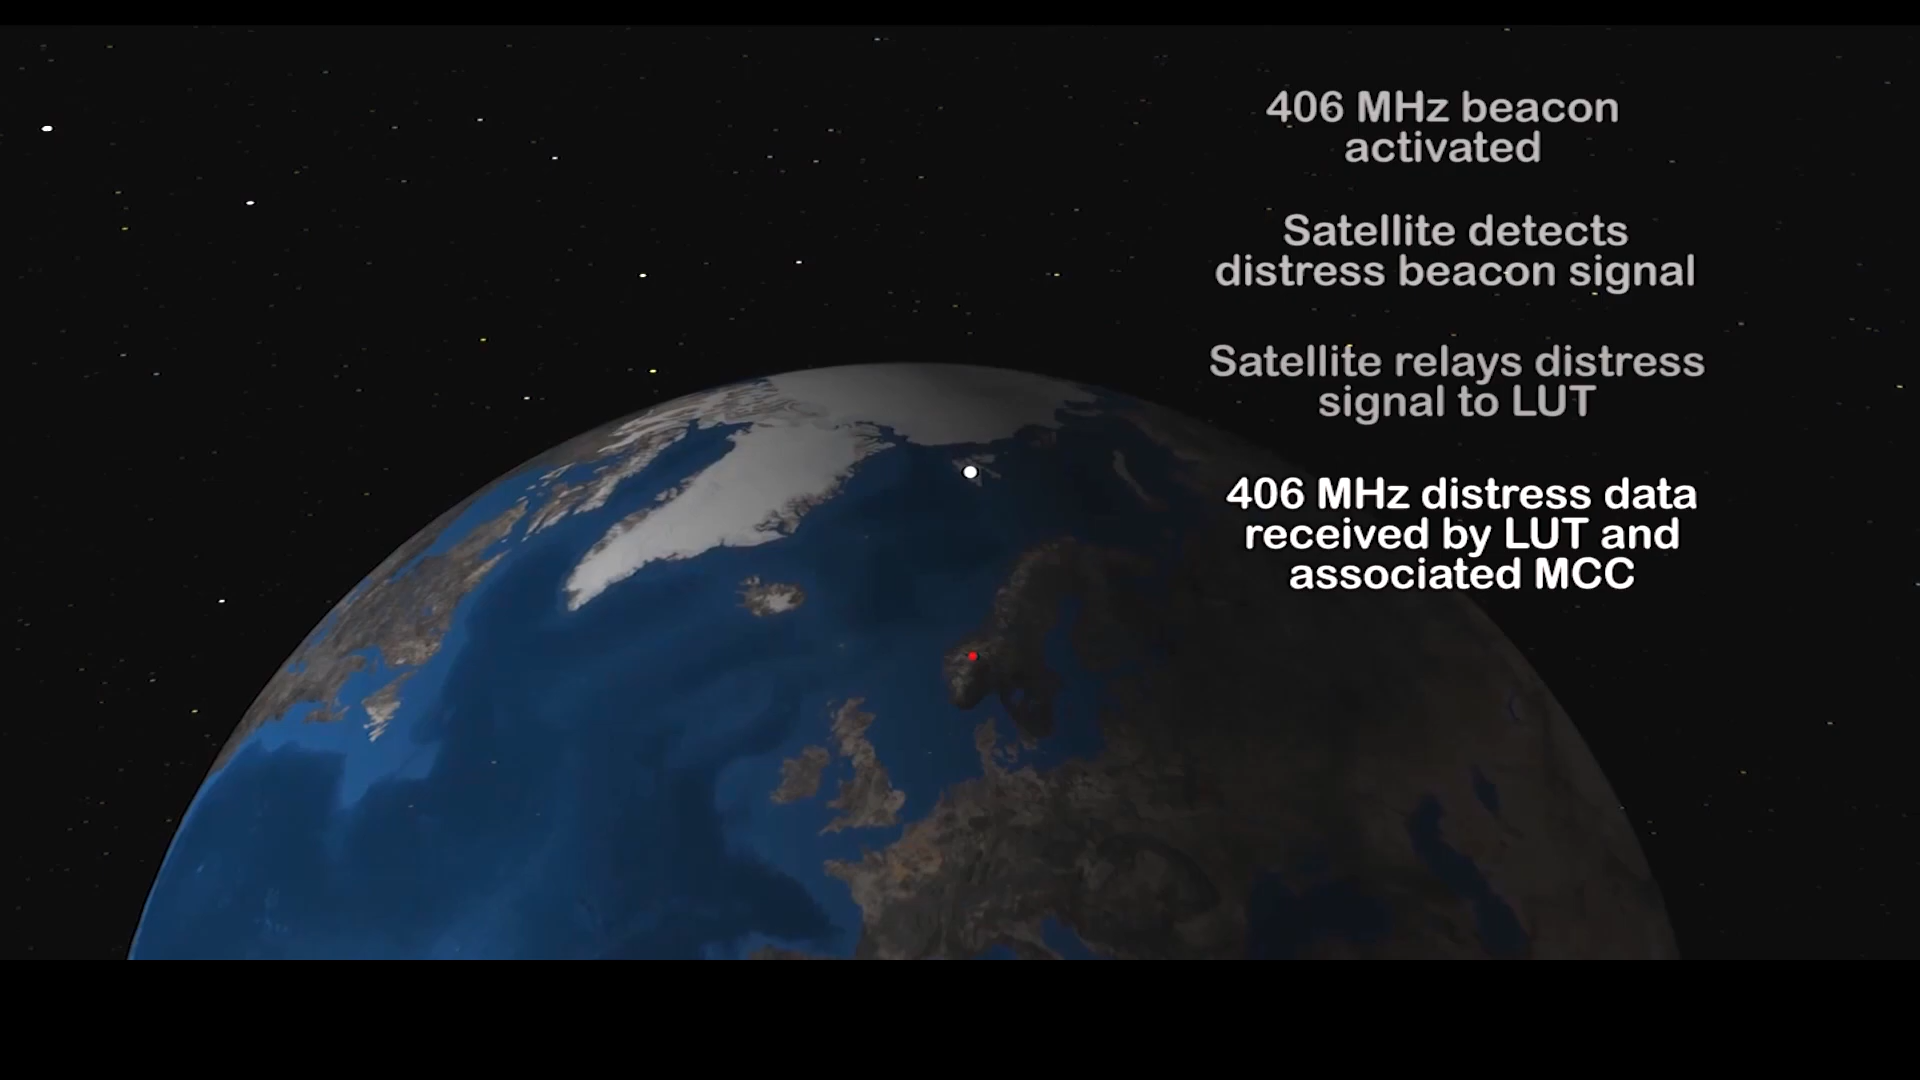 406 MHz beacon
activated
Satellite detects
distress beacon signal
Satellite relays distress
signal to LUT
406 MHz distress data
received by LUT and
associated MCC